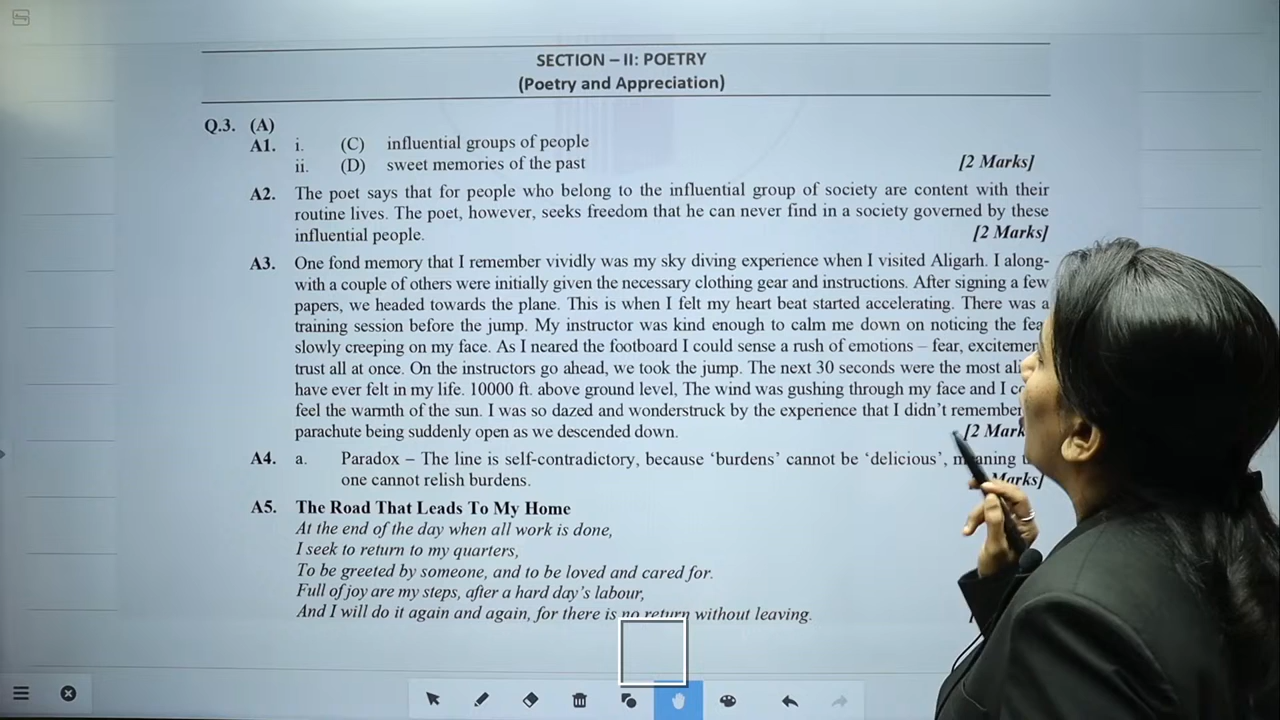 SECTION – II: POETRY
(Poetry and Appreciation)
Q.3. (A)
A1. i. (C) influential groups of people
ii. (D) sweet memories of the past [2 Marks]
A2. The poet says that for people who belong to the influential group of society are content with their
routine lives. The poet, however, seeks freedom that he can never find in a society governed by these
influential people. [2 Marks]
A3. One fond memory that I remember vividly was my sky diving experience when I visited Aligarh. I along-
with a couple of others were initially given the necessary clothing gear and instructions. After signing a few
papers, we headed towards the plane. This is when I felt my heart beat started accelerating. There was a
training session before the jump. My instructor was kind enough to calm me down on noticing the
slowly creeping on my face. As I neared the footboard I could sense a rush of emotions – fear,
trust all at once. On the instructors go ahead, we took the jump. The next 30 seconds were the most
have ever felt in my life. 10000 ft. above ground level, The wind was gushing through my face and I
feel the warmth of the sun. I was so dazed and wonderstruck by the experience that I didn't remember
parachute being suddenly open as we descended down. [2
A4. a. Paradox – The line is self-contradictory, because 'burdens' cannot be 'delicious',
one cannot relish burdens. Marks]
A5. The Road That Leads To My Home
At the end of the day when all work is done,
I seek to return to my quarters,
To be greeted by someone, and to be loved and cared for.
Full of joy are my steps, after a hard day's labour,
And I will do it again and again, for there is no return without leaving.